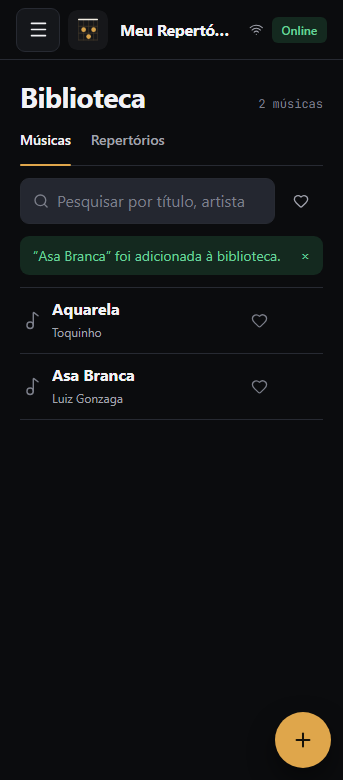 Meu Repertó...
Online
Biblioteca
2 músicas
Músicas
Repertórios
Pesquisar por título, artista
“Asa Branca” foi adicionada à biblioteca.
×
Aquarela
Toquinho
Asa Branca
Luiz Gonzaga
+